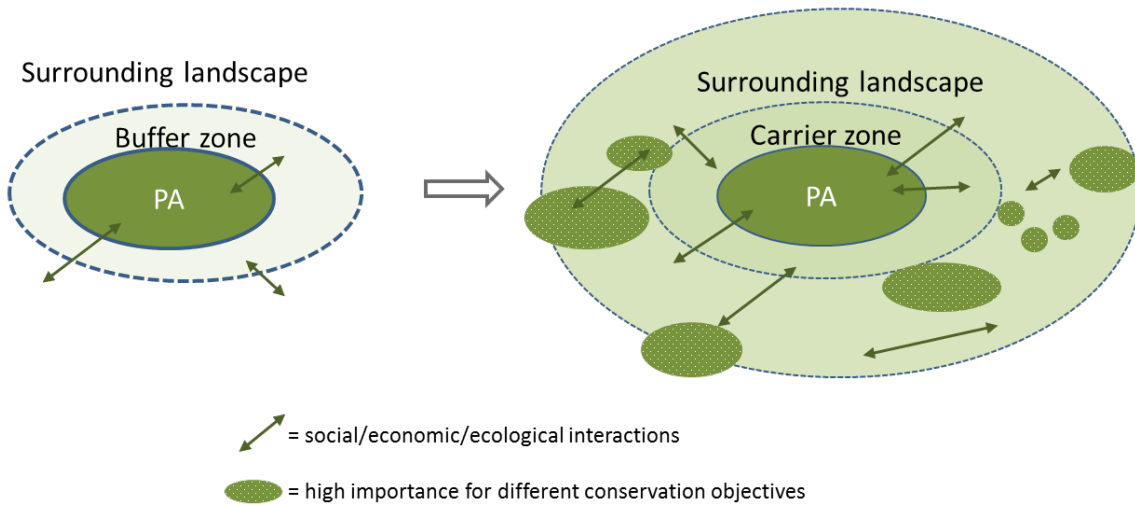 Surrounding landscape
Buffer zone
PA
Surrounding landscape
Carrier zone
PA
= social/economic/ecological interactions
= high importance for different conservation objectives